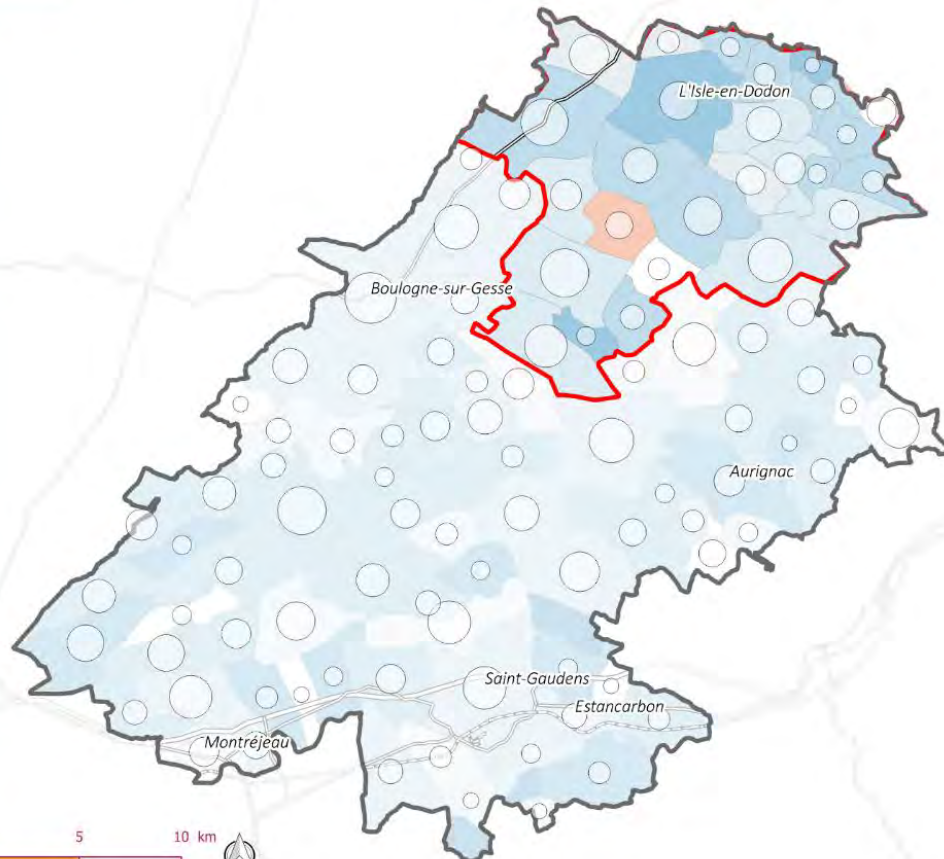 L'Isle-en-Dodon
Boulogne-sur-Gesse
Aurignac
Saint-Gaudens
Estancarbon
Montréjeau
5 10 km